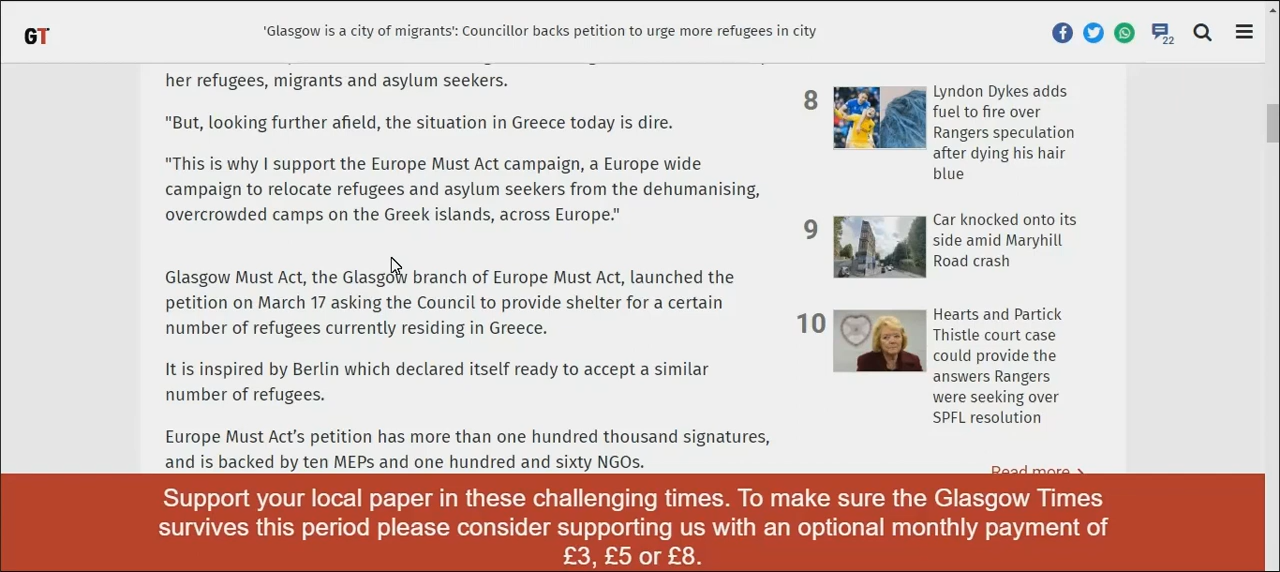 GT
'Glasgow is a city of migrants': Councillor backs petition to urge more refugees in city
22
her refugees, migrants and asylum seekers.
"But, looking further afield, the situation in Greece today is dire.
"This is why I support the Europe Must Act campaign, a Europe wide
campaign to relocate refugees and asylum seekers from the dehumanising,
overcrowded camps on the Greek islands, across Europe."
Glasgow Must Act, the Glasgow branch of Europe Must Act, launched the
petition on March 17 asking the Council to provide shelter for a certain
number of refugees currently residing in Greece.
It is inspired by Berlin which declared itself ready to accept a similar
number of refugees.
Europe Must Act’s petition has more than one hundred thousand signatures,
and is backed by ten MEPs and one hundred and sixty NGOs.
8
Lyndon Dykes adds
fuel to fire over
Rangers speculation
after dying his hair
blue
9
Car knocked onto its
side amid Maryhill
Road crash
10
Hearts and Partick
Thistle court case
could provide the
answers Rangers
were seeking over
SPFL resolution
Read more
Support your local paper in these challenging times. To make sure the Glasgow Times
survives this period please consider supporting us with an optional monthly payment of
£3, £5 or £8.